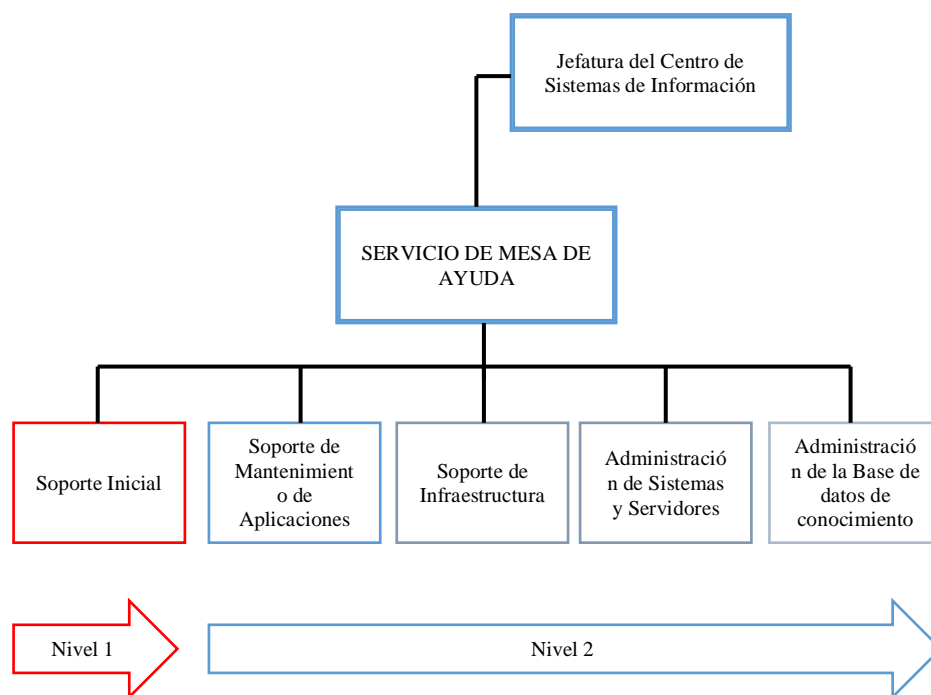 Jefatura del Centro de
Sistemas de Información
SERVICIO DE MESA DE
AYUDA
Soporte Inicial
Soporte de
Mantenimient
o de
Aplicaciones
Soporte de
Infraestructura
Administració
n de Sistemas
y Servidores
Administració
n de la Base de
datos de
conocimiento
Nivel 1
Nivel 2